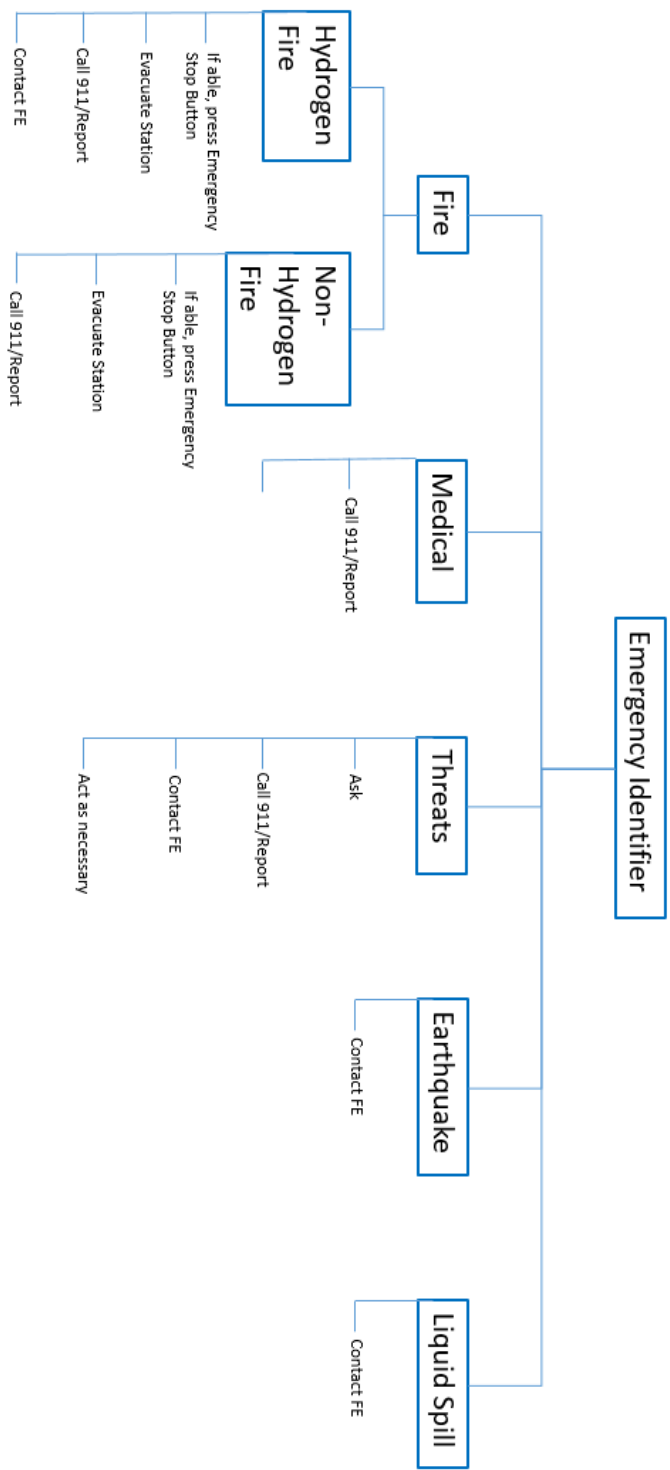 Emergency Identifier
Fire
Hydrogen
Fire
If able, press Emergency
Stop Button
Evacuate Station
Call 911/Report
Contact FE
Non-
Hydrogen
Fire
If able, press Emergency
Stop Button
Evacuate Station
Call 911/Report
Medical
Call 911/Report
Threats
Ask
Call 911/Report
Contact FE
Act as necessary
Earthquake
Contact FE
Liquid Spill
Contact FE